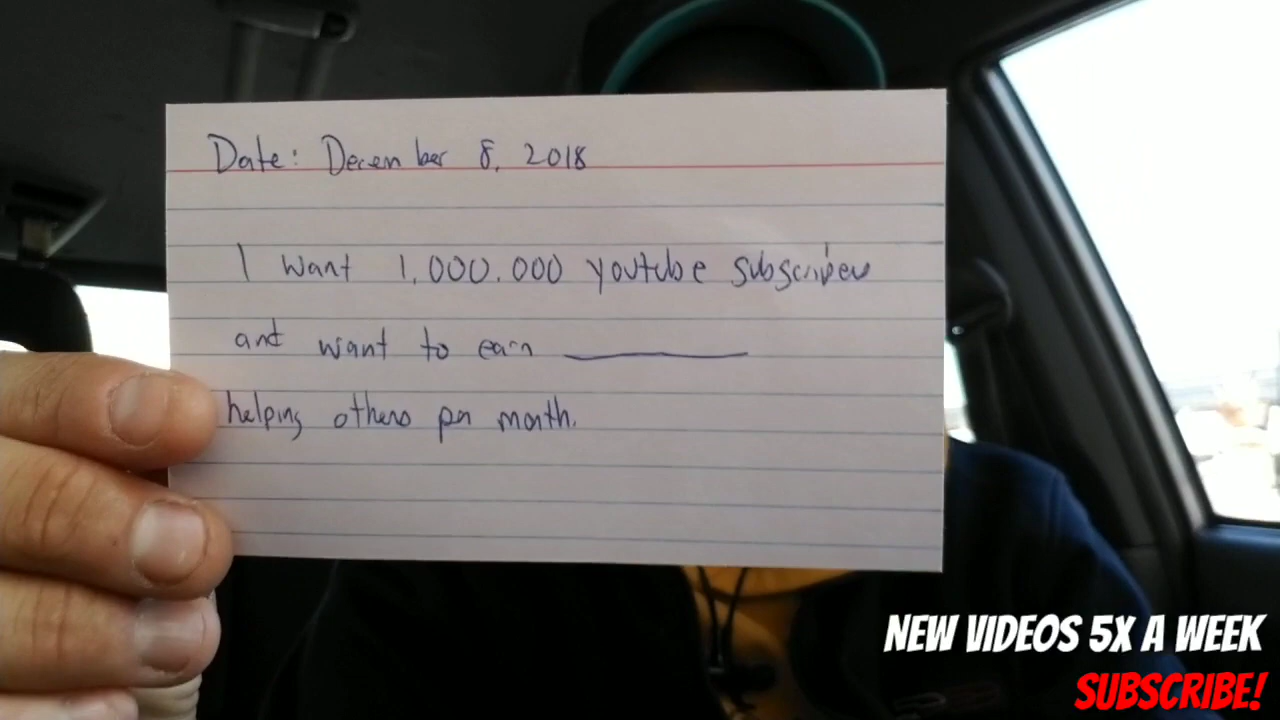 Date: December 8, 2018
I want 1,000.000 youtube subscribers
and want to earn
helping others per month.
NEW VIDEOS 5X A WEEK
SUBSCRIBE!